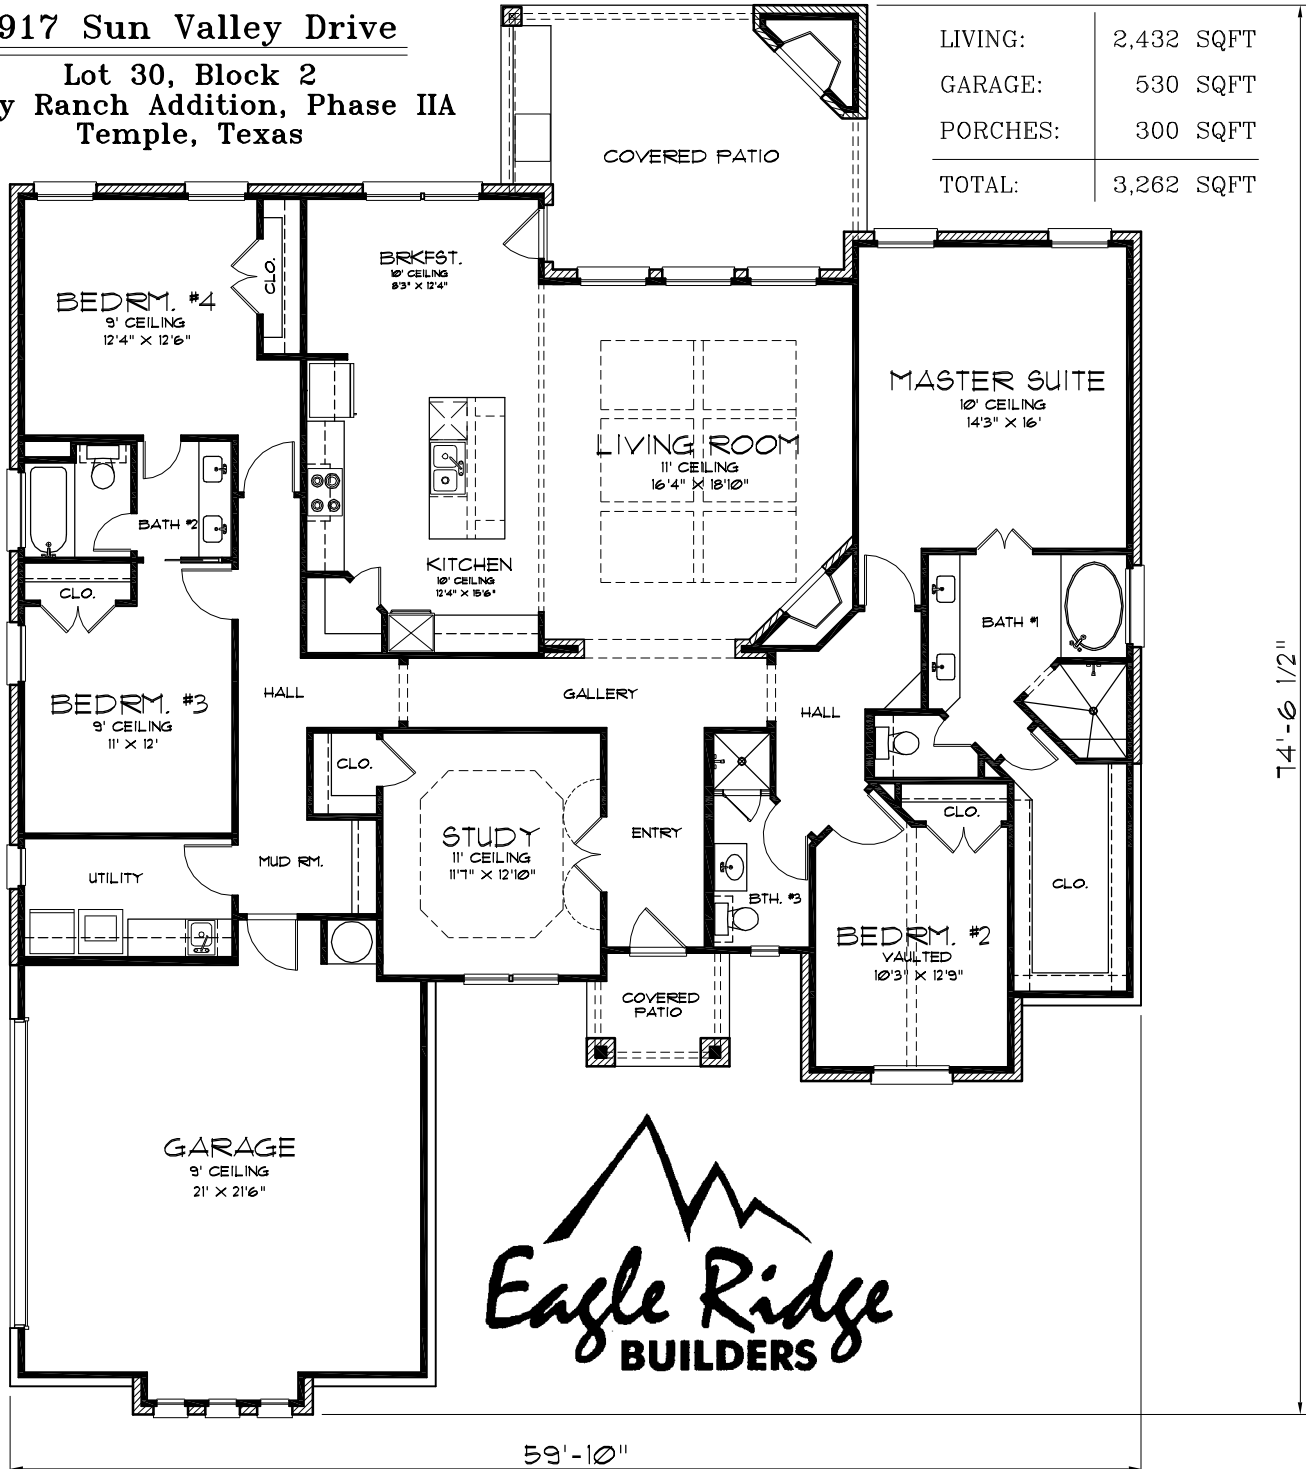 917 Sun Valley Drive
Lot 30, Block 2
y Ranch Addition, Phase IIA
Temple, Texas
LIVING: 2,432 SQFT
GARAGE: 530 SQFT
PORCHES: 300 SQFT
TOTAL: 3,262 SQFT
COVERED PATIO
BRKFST.
10' CEILING
8'3" X 12'4"
CLO.
BEDRM. #4
9' CEILING
12'4" X 12'6"
MASTER SUITE
10' CEILING
14'3" X 16'
LIVING ROOM
11' CEILING
16'4" X 18'10"
BATH #2
KITCHEN
10' CEILING
12'4" X 15'6"
CLO.
BATH #1
BEDRM. #3
9' CEILING
11' X 12'
HALL
GALLERY
HALL
74'-6 1/2"
CLO.
STUDY
11' CEILING
11'7" X 12'10"
ENTRY
CLO.
MUD RM.
UTILITY
CLO.
BTH. #3
BEDRM. #2
VAULTED
10'3" X 12'9"
COVERED
PATIO
GARAGE
9' CEILING
21' X 21'6"
Eagle Ridge
BUILDERS
59'-10"